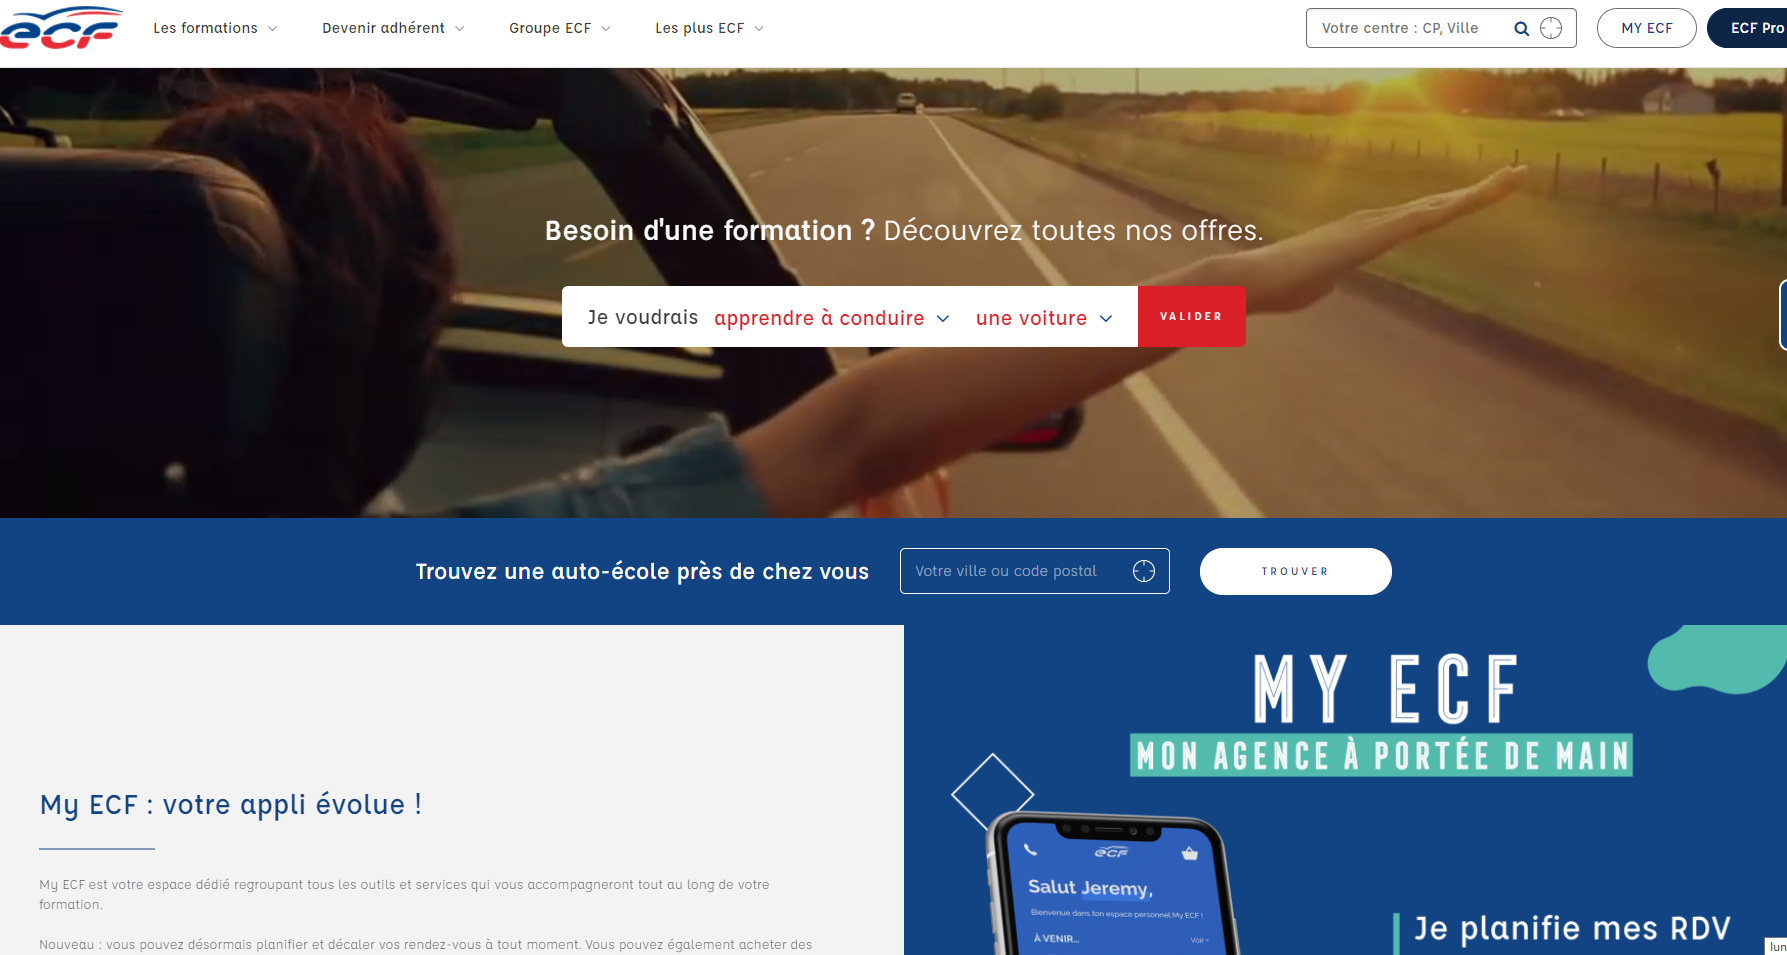 ecf
Les formations
Devenir adhérent
Groupe ECF
Les plus ECF
Votre centre : CP, Ville
MY ECF
ECF Pro
Besoin d'une formation ? Découvrez toutes nos offres.
Je voudrais apprendre à conduire une voiture
VALIDER
Trouvez une auto-école près de chez vous
Votre ville ou code postal
TROUVER
My ECF : votre appli évolue !
My ECF est votre espace dédié regroupant tous les outils et services qui vous accompagneront tout au long de votre
formation.
Nouveau : vous pouvez désormais planifier et décaler vos rendez-vous à tout moment. Vous pouvez également acheter des
MY ECF
MON AGENCE À PORTÉE DE MAIN
ecf
Salut Jeremy,
Bienvenue dans ton espace personnel My ECF !
À VENIR...
Voir
Je planifie mes RDV
lun